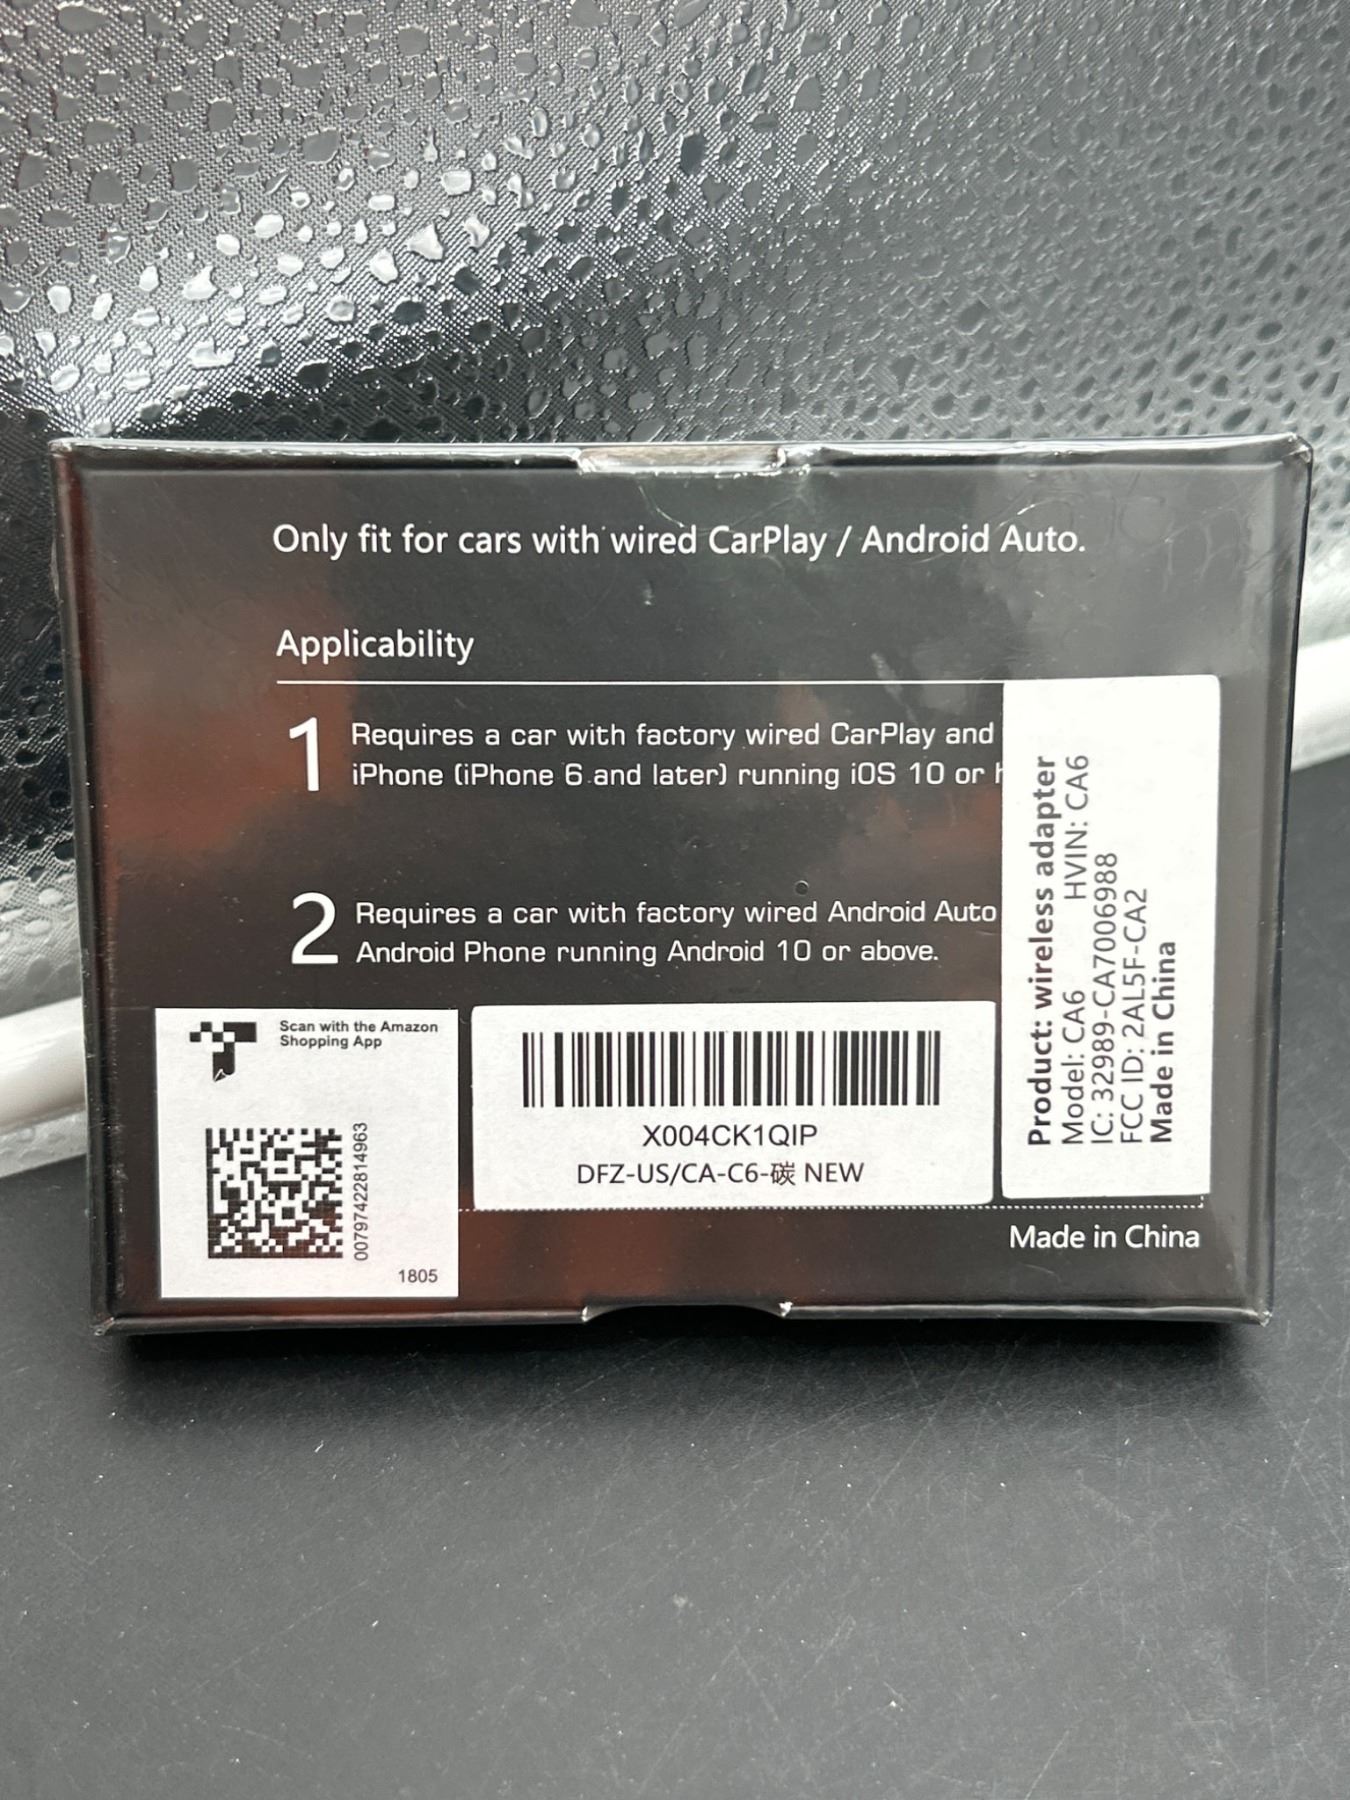 Only fit for cars with wired CarPlay / Android Auto.
Applicability
1
Requires a car with factory wired CarPlay and
iPhone (iPhone 6 and later) running iOS 10 or
2
Requires a car with factory wired Android Auto
Android Phone running Android 10 or above.
Scan with the Amazon
Shopping App
0079742281​4963
1805
X004CK1QIP
DFZ-US/CA-C6-碳 NEW
Product: wireless adapter
Model: CA6 HVIN: CA6
IC: 32989-CA7006988
FCC ID: 2AL5F-CA2
Made in China
Made in China